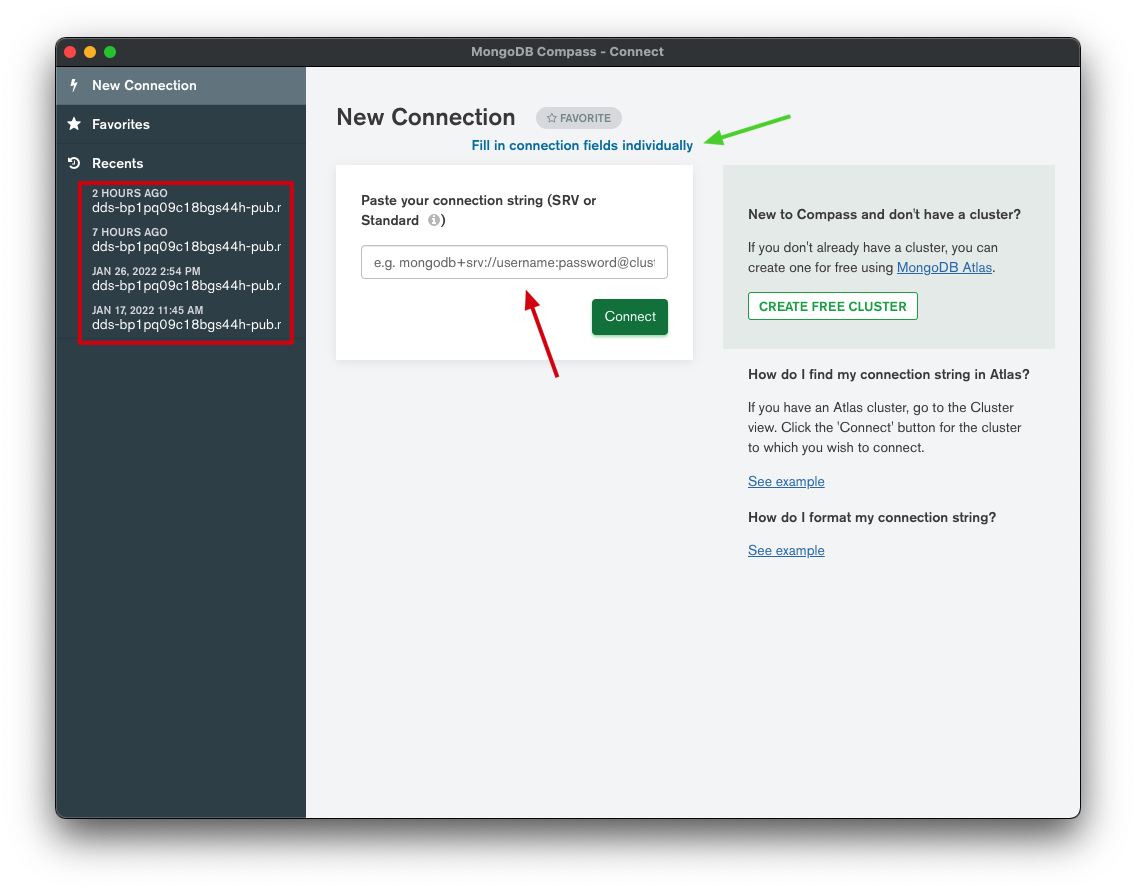 MongoDB Compass - Connect
New Connection
Favorites
Recents
2 HOURS AGO
dds-bp1pq09c18bgs44h-pub.r
7 HOURS AGO
dds-bp1pq09c18bgs44h-pub.r
JAN 26, 2022 2:54 PM
dds-bp1pq09c18bgs44h-pub.r
JAN 17, 2022 11:45 AM
dds-bp1pq09c18bgs44h-pub.r
New Connection
FAVORITE
Fill in connection fields individually
Paste your connection string (SRV or
Standard i)
e.g. mongodb+srv://username:password@clus
Connect
New to Compass and don't have a cluster?
If you don't already have a cluster, you can
create one for free using MongoDB Atlas.
CREATE FREE CLUSTER
How do I find my connection string in Atlas?
If you have an Atlas cluster, go to the Cluster
view. Click the 'Connect' button for the cluster
to which you wish to connect.
See example
How do I format my connection string?
See example